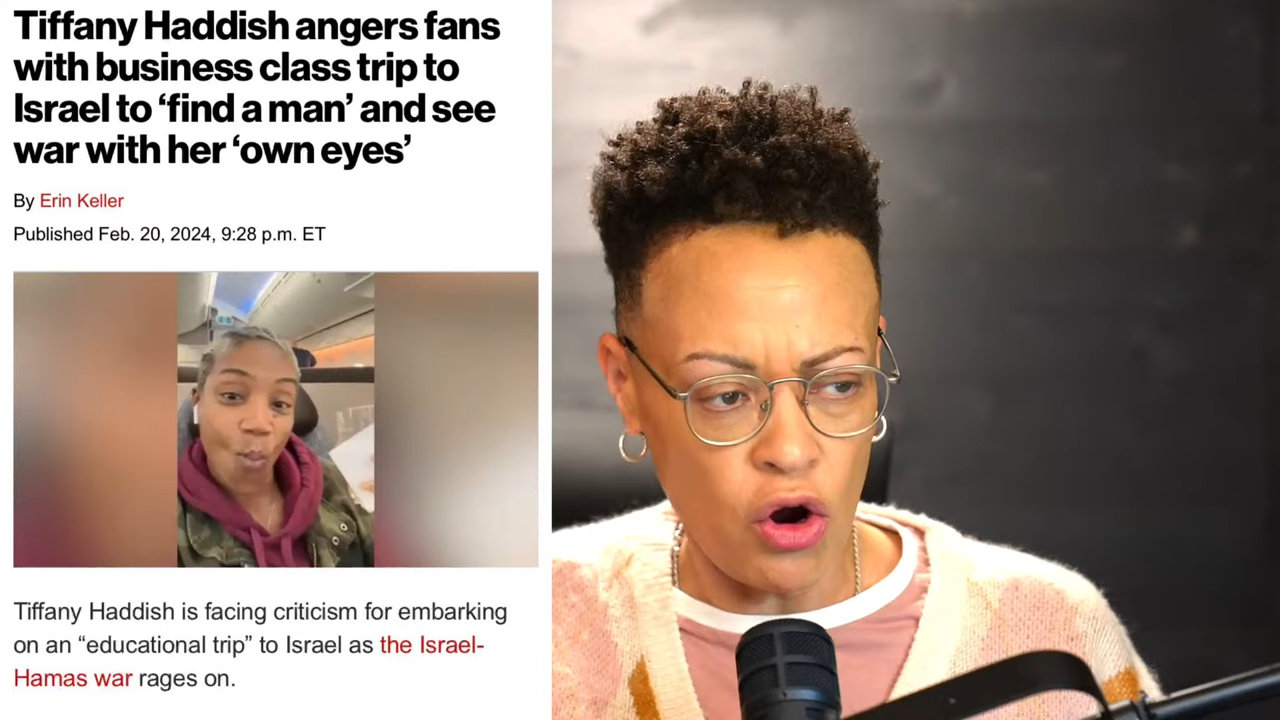 Tiffany Haddish angers fans
with business class trip to
Israel to ‘find a man’ and see
war with her ‘own eyes’
By Erin Keller
Published Feb. 20, 2024, 9:28 p.m. ET
Tiffany Haddish is facing criticism for embarking
on an “educational trip” to Israel as the Israel-
Hamas war rages on.